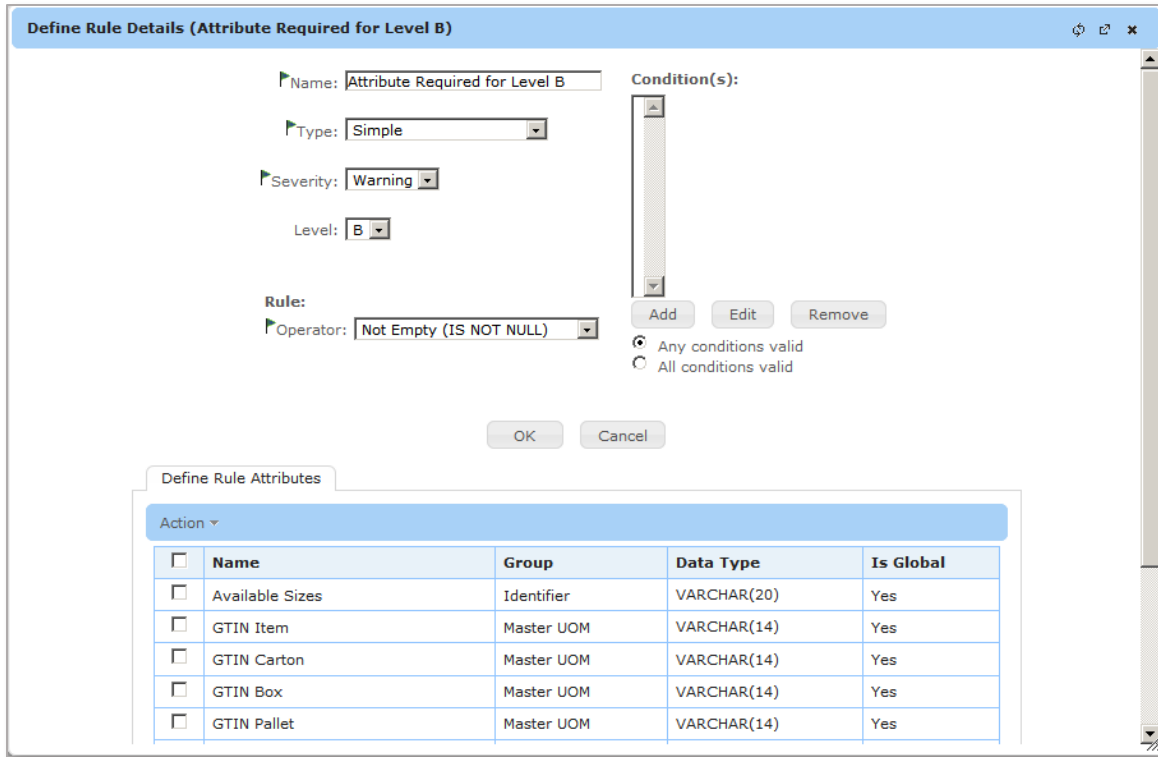 Define Rule Details (Attribute Required for Level B)
Name: Attribute Required for Level B
Type: Simple
Severity: Warning
Level: B
Rule:
Operator: Not Empty (IS NOT NULL)
Condition(s):
Add Edit Remove
Any conditions valid
All conditions valid
OK Cancel
Define Rule Attributes
Action
Name Group Data Type Is Global
Available Sizes Identifier VARCHAR(20) Yes
GTIN Item Master UOM VARCHAR(14) Yes
GTIN Carton Master UOM VARCHAR(14) Yes
GTIN Box Master UOM VARCHAR(14) Yes
GTIN Pallet Master UOM VARCHAR(14) Yes